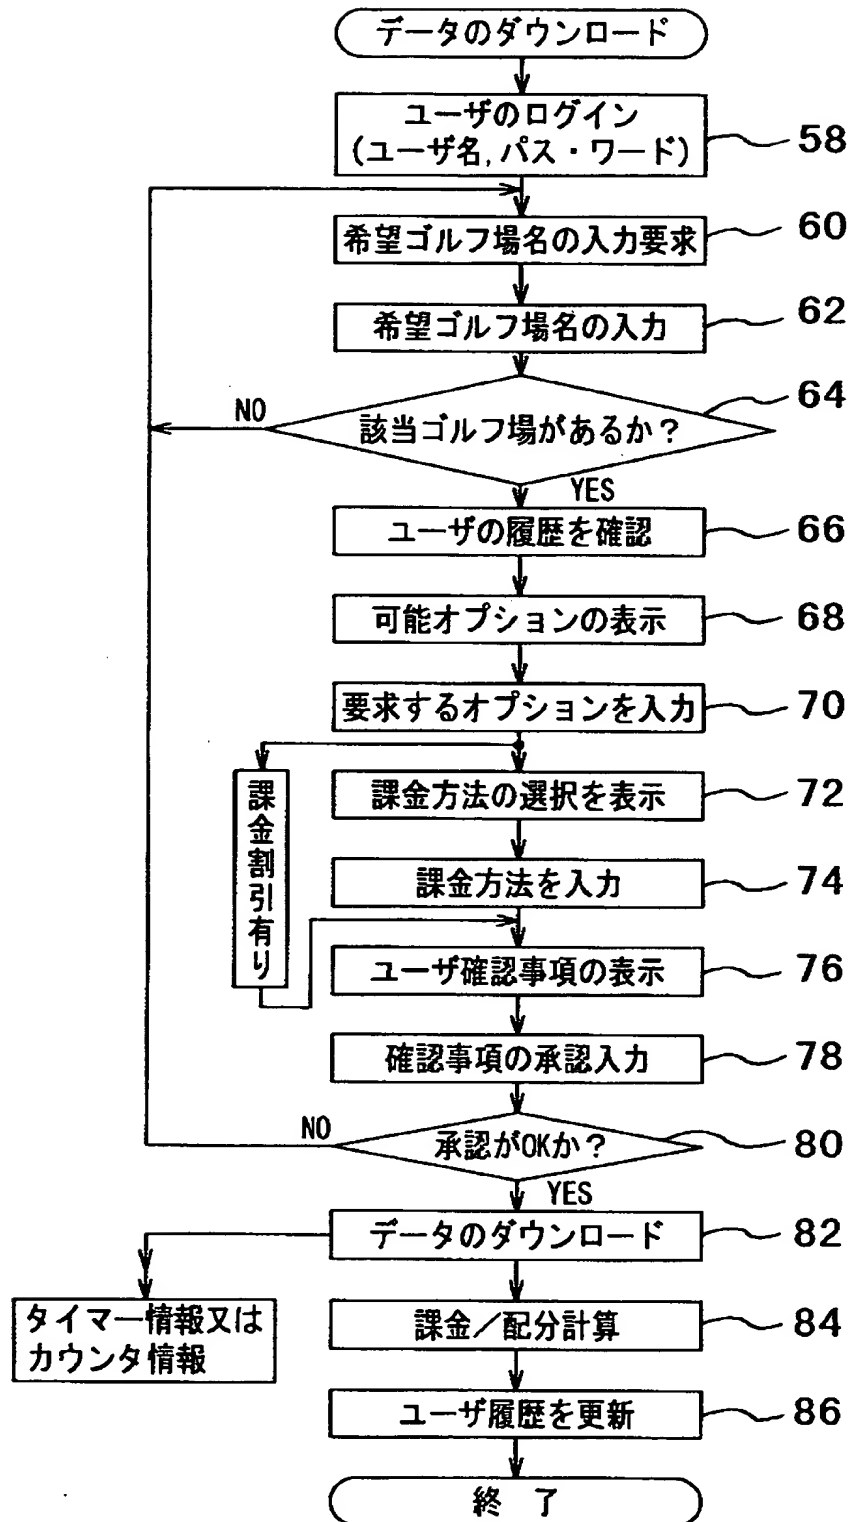 データのダウンロード
ユーザのログイン
(ユーザ名,パス・ワード)
58
希望ゴルフ場名の入力要求
60
希望ゴルフ場名の入力
62
64
NO
該当ゴルフ場があるか?
YES
ユーザの履歴を確認
66
可能オプションの表示
68
要求するオプションを入力
70
課金割引有り
課金方法の選択を表示
72
課金方法を入力
74
ユーザ確認事項の表示
76
確認事項の承認入力
78
NO
承認がOKか?
80
YES
データのダウンロード
82
タイマー情報又は
カウンタ情報
課金/配分計算
84
ユーザ履歴を更新
86
終 了